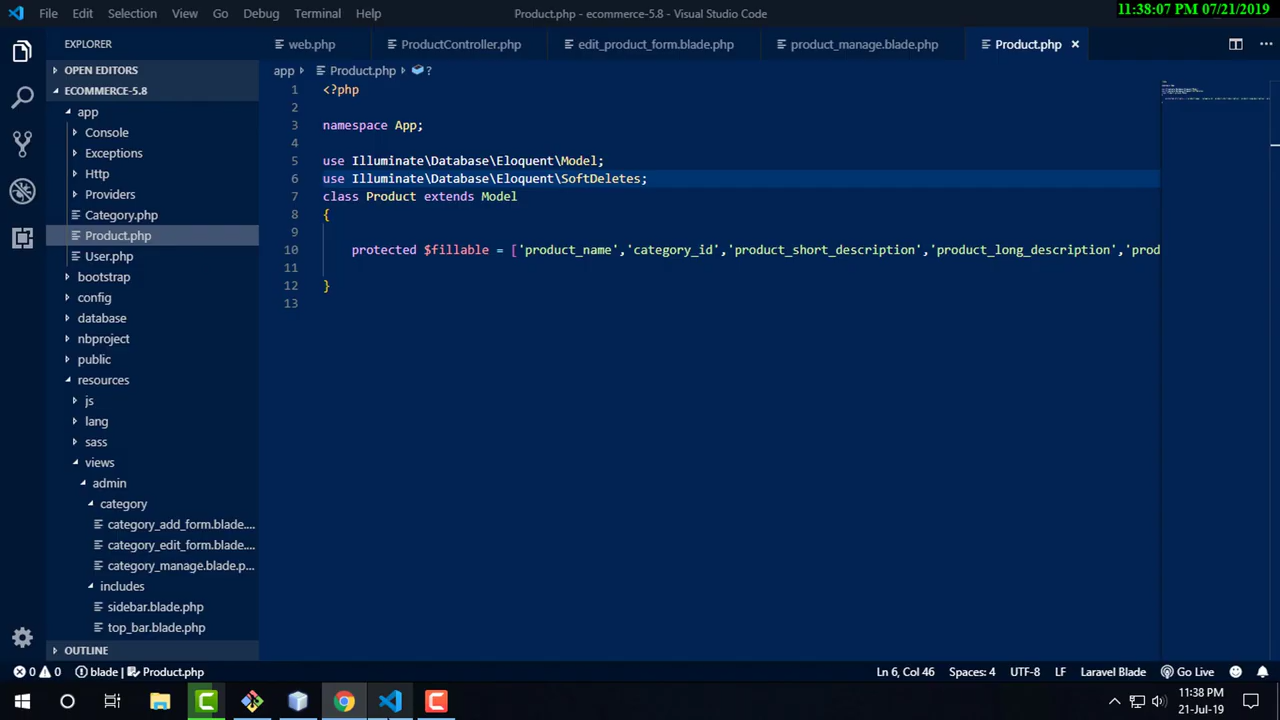 File Edit Selection View Go Debug Terminal Help
Product.php - ecommerce-5.8 - Visual Studio Code
11:38:07 PM 07/21/2019
EXPLORER
web.php ProductController.php edit_product_form.blade.php product_manage.blade.php Product.php
OPEN EDITORS
app Product.php ?
ECOMMERCE-5.8
app
Console
Exceptions
Http
Providers
Category.php
Product.php
User.php
bootstrap
config
database
nbproject
public
resources
js
lang
sass
views
admin
category
category_add_form.blade....
category_edit_form.blade....
category_manage.blade.p...
includes
sidebar.blade.php
top_bar.blade.php
OUTLINE
1 <?php
2
3 namespace App;
4
5 use Illuminate\Database\Eloquent\Model;
6 use Illuminate\Database\Eloquent\SoftDeletes;
7 class Product extends Model
8 {
9
10 protected $fillable = ['product_name','category_id','product_short_description','product_long_description','prod
11
12 }
13
0 0 blade | Product.php
Ln 6, Col 46 Spaces: 4 UTF-8 LF Laravel Blade Go Live
11:38 PM
21-Jul-19